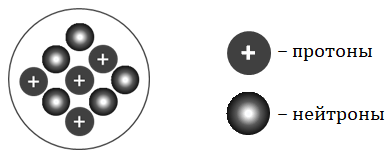 + – протоны
– нейтроны
+
+ +
+